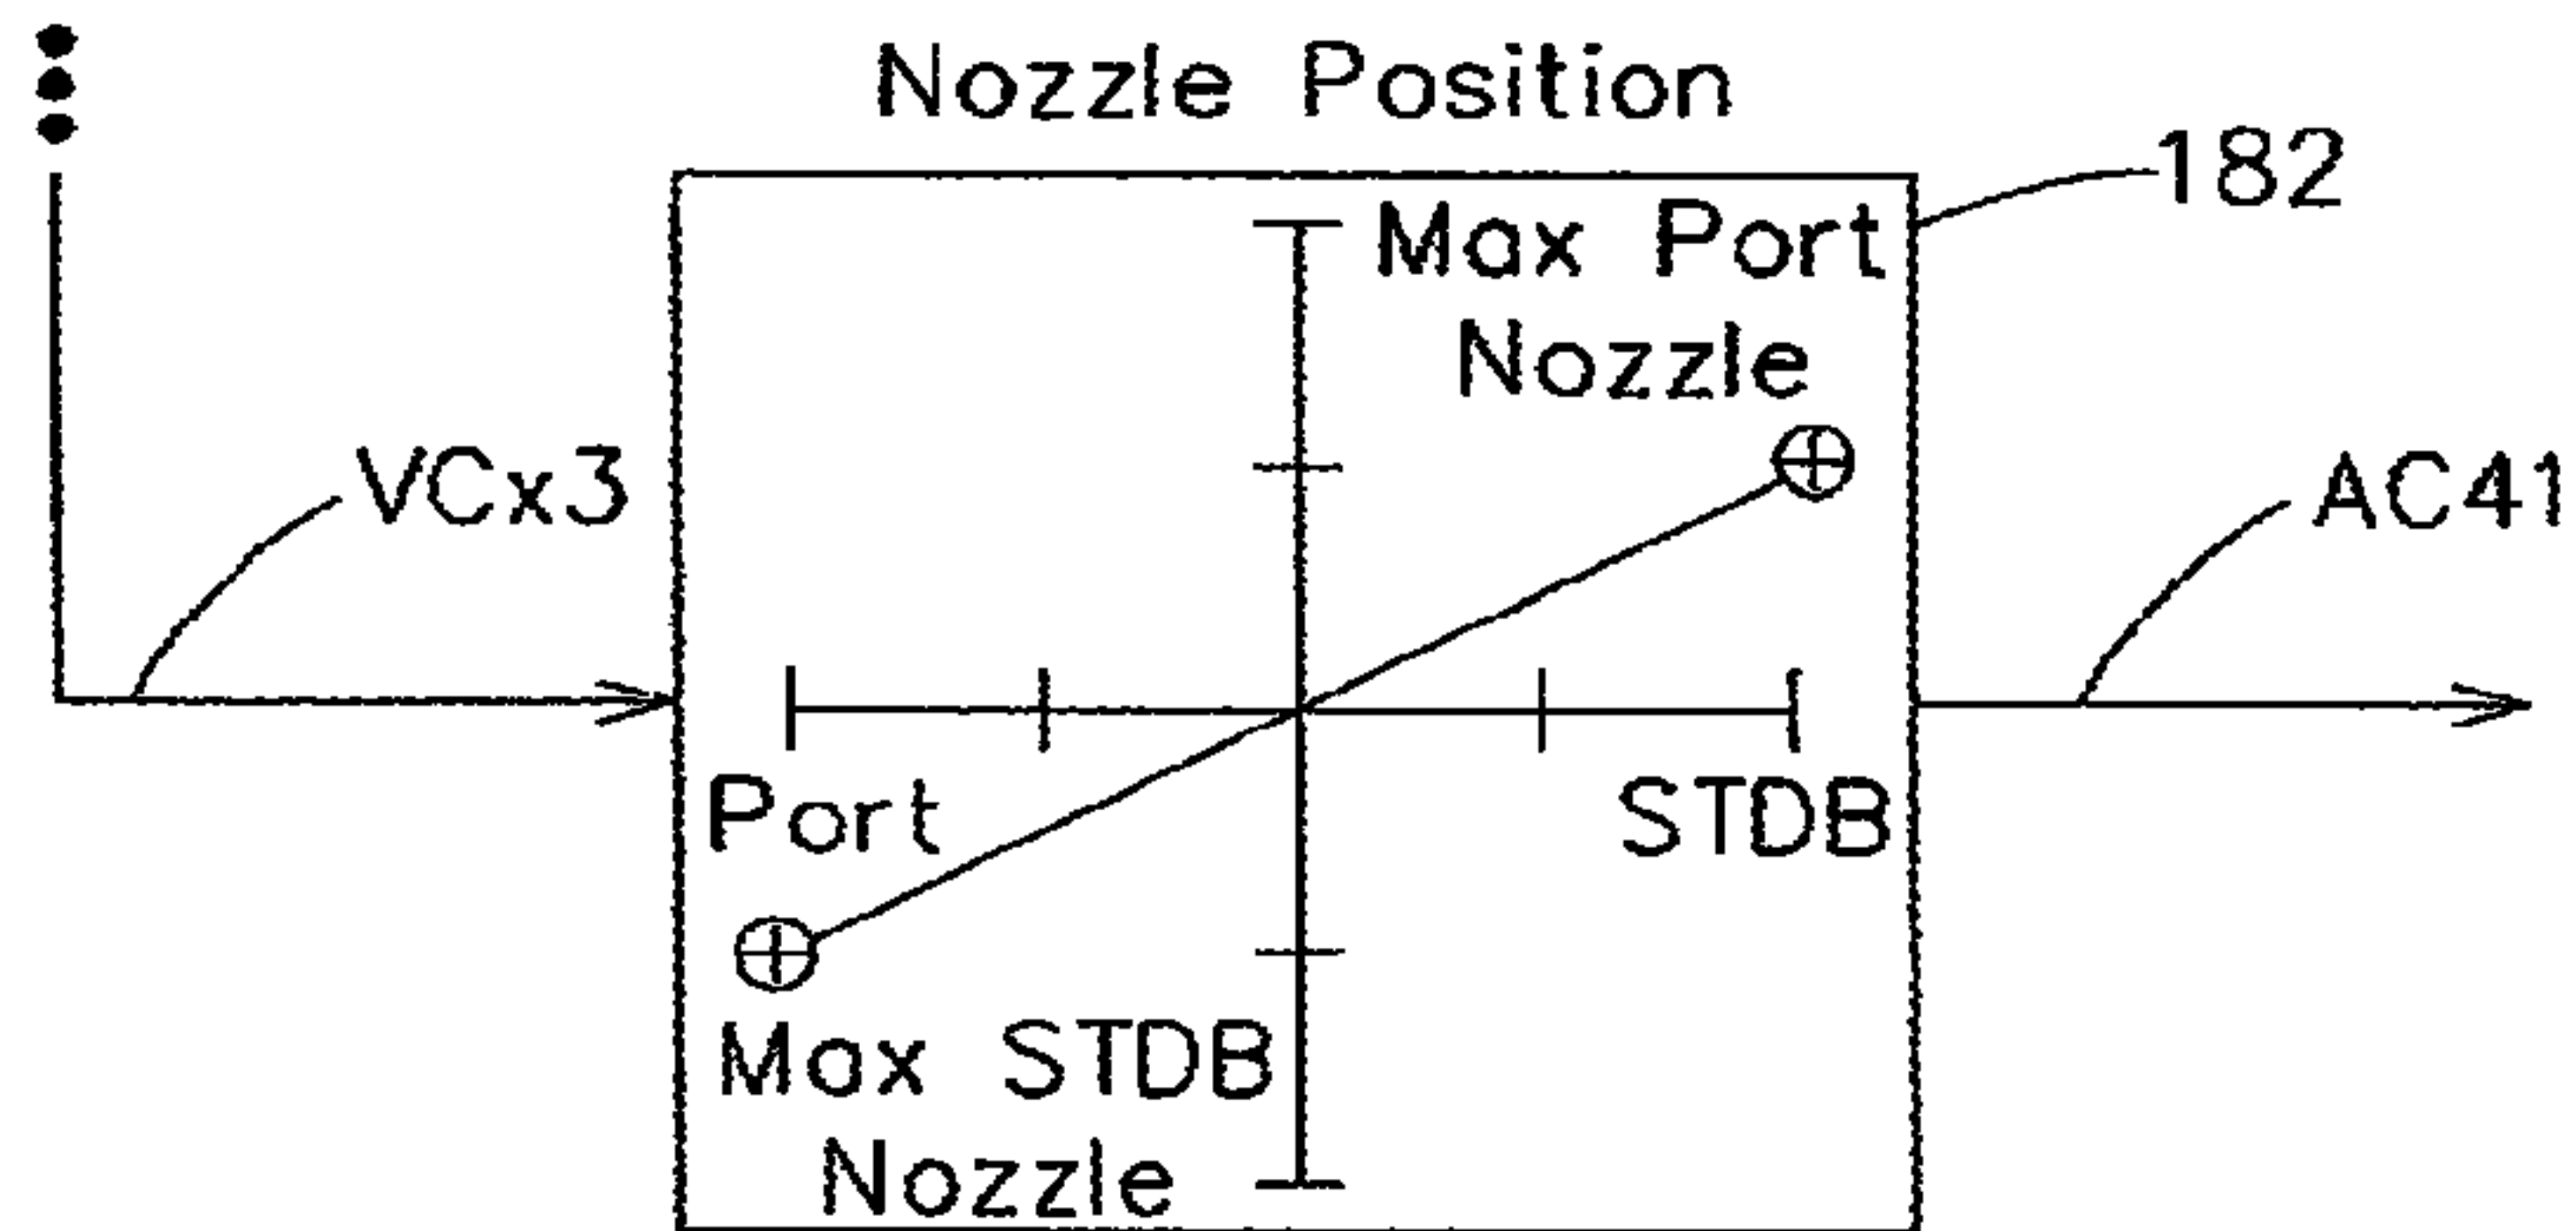 Nozzle Position
182
Max Port
Nozzle
VCx3
AC41
Port
STDB
Max STDB
Nozzle